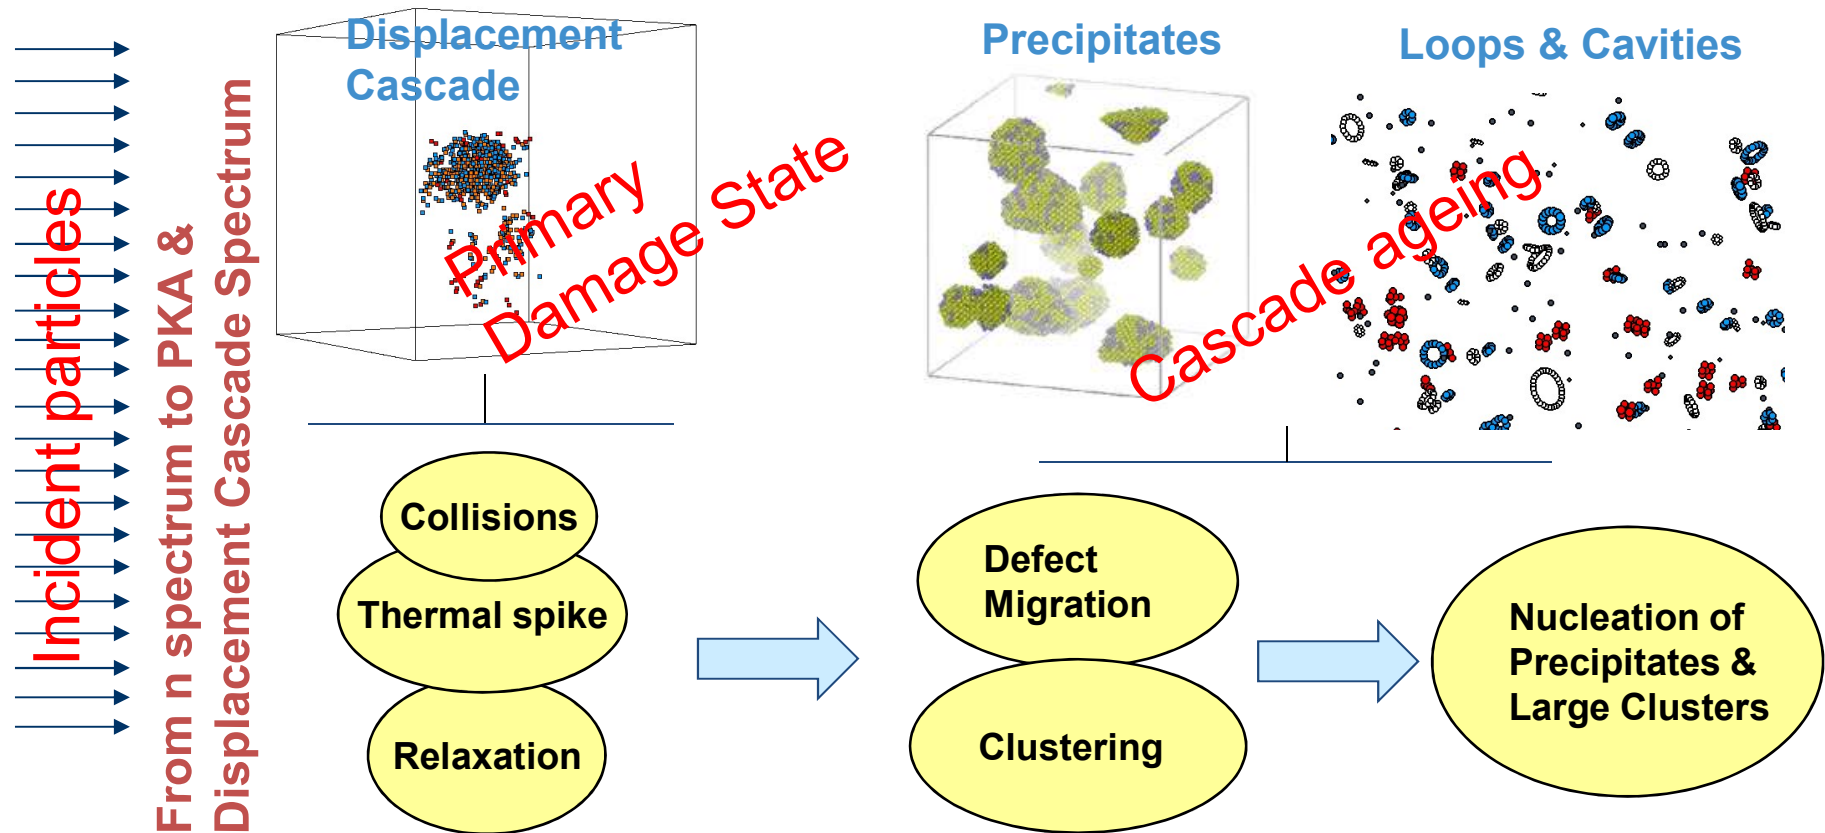 Incident particles
From n spectrum to PKA &
Displacement Cascade Spectrum
Displacement
Cascade
Primary
Damage State
Precipitates
Loops & Cavities
Cascade ageing
Collisions
Thermal spike
Relaxation
Defect
Migration
Clustering
Nucleation of
Precipitates &
Large Clusters